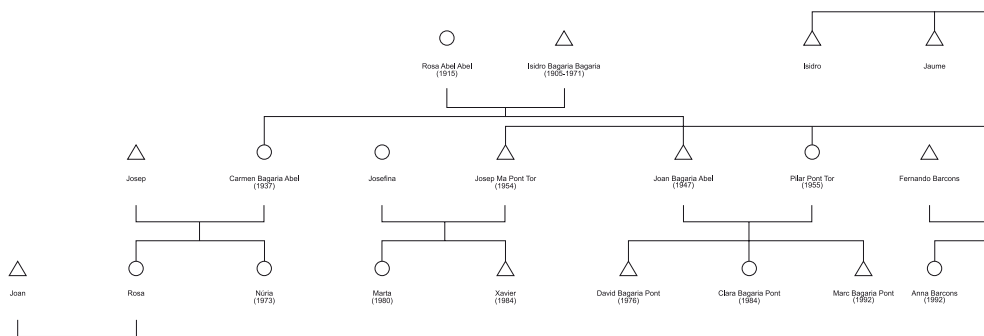 Rosa Abel Abel
(1915)
Isidro Bagaria Bagaria
(1905-1971)
Isidro
Jaume
Josep
Carmen Bagaria Abel
(1937)
Josefina
Josep Ma Pont Tor
(1954)
Joan Bagaria Abel
(1947)
Pilar Pont Tor
(1955)
Fernando Barcons
Joan
Rosa
Núria
(1973)
Marta
(1980)
Xavier
(1984)
David Bagaria Pont
(1976)
Clara Bagaria Pont
(1984)
Marc Bagaria Pont
(1992)
Anna Barcons
(1992)